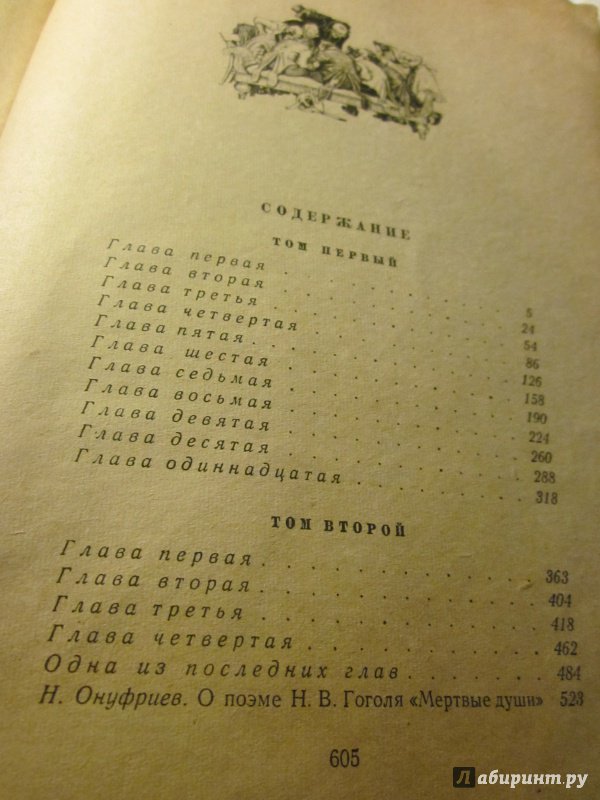 СОДЕРЖАНИЕ
ТОМ ПЕРВЫЙ
Глава первая . . . . . . . . . . 5
Глава вторая . . . . . . . . . . 24
Глава третья . . . . . . . . . . 54
Глава четвертая . . . . . . . . . . 86
Глава пятая . . . . . . . . . . 126
Глава шестая . . . . . . . . . . 158
Глава седьмая . . . . . . . . . . 190
Глава восьмая . . . . . . . . . . 224
Глава девятая . . . . . . . . . . 260
Глава десятая . . . . . . . . . . 288
Глава одиннадцатая . . . . . . . . 318
ТОМ ВТОРОЙ
Глава первая . . . . . . . . . . 363
Глава вторая . . . . . . . . . . 404
Глава третья . . . . . . . . . . 418
Глава четвертая . . . . . . . . . 462
Одна из последних глав . . . . . . 484
Н. Онуфриев. О поэме Н. В. Гоголя «Мертвые души» 523
605
Лабиринт.ру